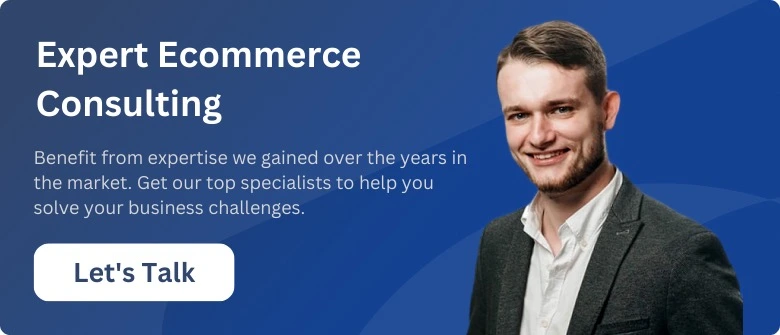 Expert Ecommerce
Consulting
Benefit from expertise we gained over the years in
the market. Get our top specialists to help you
solve your business challenges.
Let's Talk